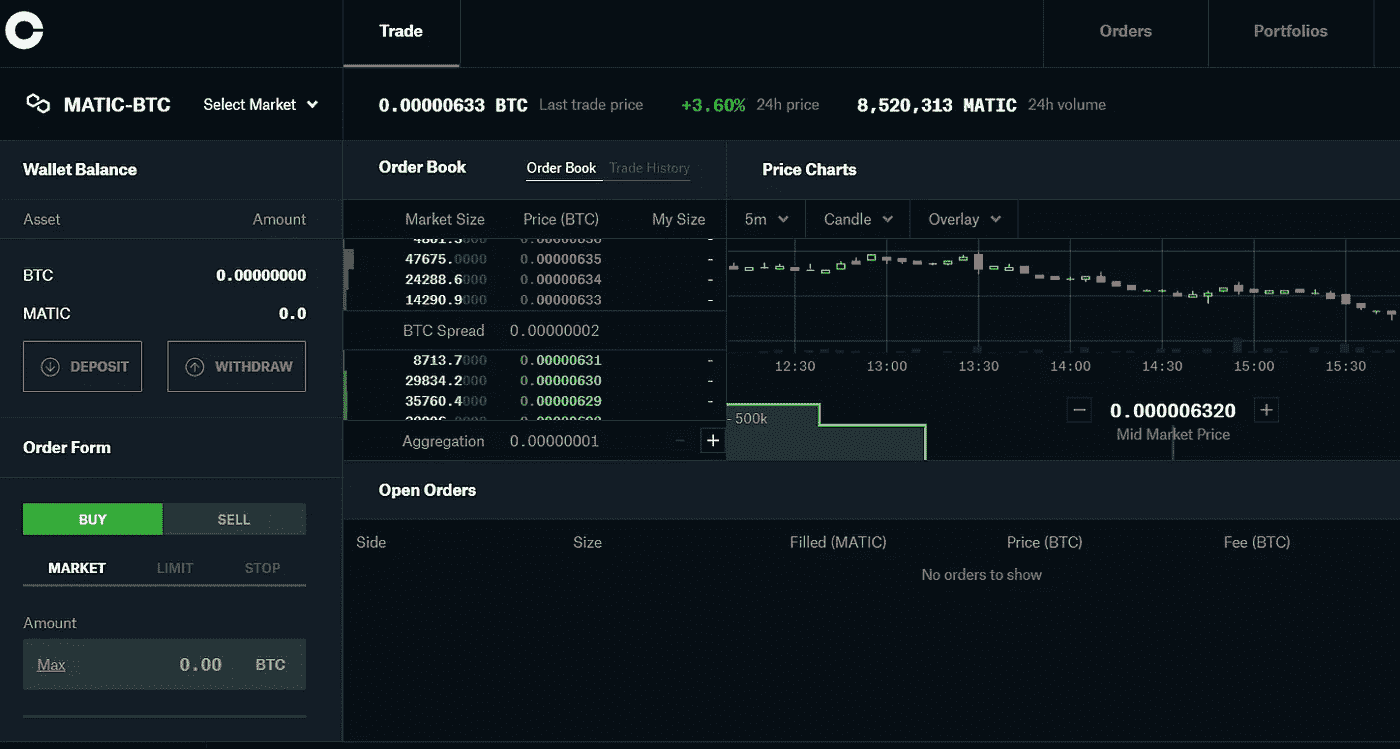 Trade
Orders
Portfolios
MATIC-BTC Select Market
0.00000633 BTC Last trade price +3.60% 24h price 8,520,313 MATIC 24h volume
Wallet Balance
Asset Amount
BTC 0.00000000
MATIC 0.0
DEPOSIT WITHDRAW
Order Form
BUY SELL
MARKET LIMIT STOP
Amount
Max 0.00 BTC
Order Book Order Book Trade History
Market Size Price (BTC) My Size
47675.0000 0.00000635 -
24288.6000 0.00000634 -
14290.9000 0.00000633 -
BTC Spread 0.00000002
8713.7000 0.00000631 -
29834.2000 0.00000630 -
35760.4000 0.00000629 -
Aggregation 0.00000001 - +
Price Charts
5m Candle Overlay
12:30 13:00 13:30 14:00 14:30 15:00 15:30
500k
- 0.000006320 +
Mid Market Price
Open Orders
Side Size Filled (MATIC) Price (BTC) Fee (BTC)
No orders to show